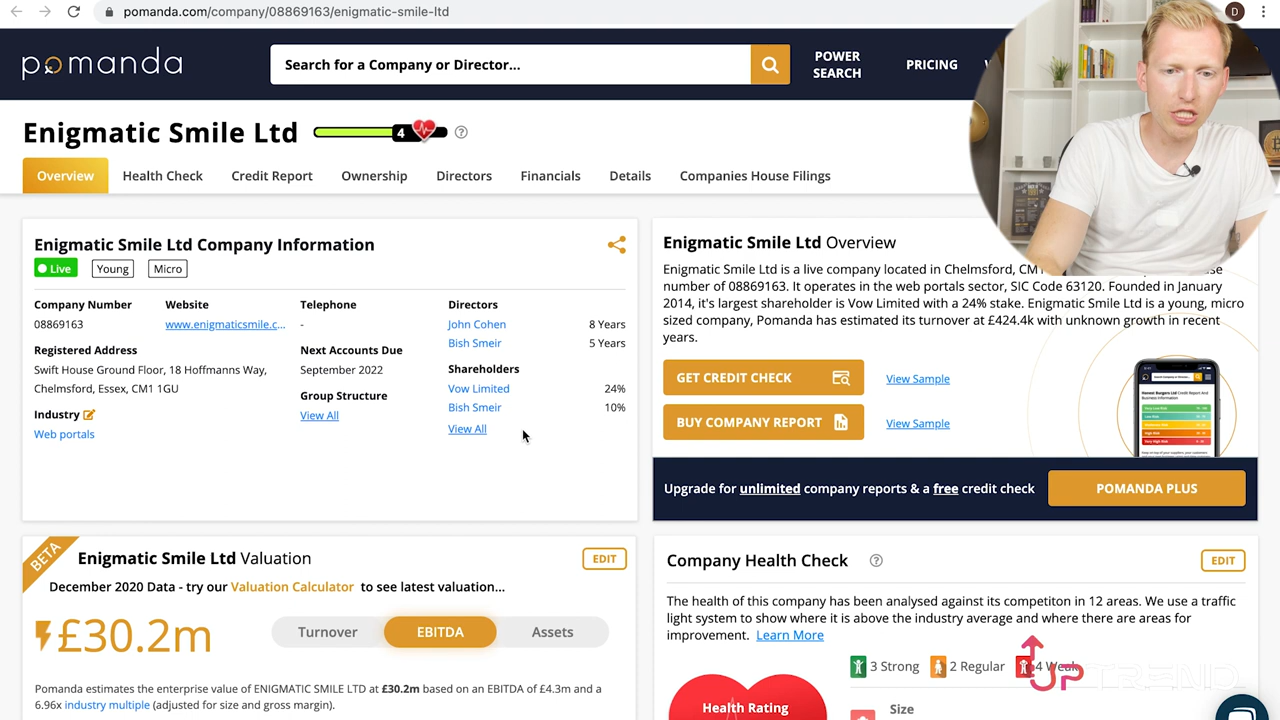 pomanda.com/company/08869163/enigmatic-smile-ltd
D
pomanda
Search for a Company or Director...
POWER
SEARCH
PRICING
Enigmatic Smile Ltd
4
?
Overview
Health Check
Credit Report
Ownership
Directors
Financials
Details
Companies House Filings
Enigmatic Smile Ltd Company Information
Live
Young
Micro
Company Number
08869163
Website
www.enigmaticsmile.c...
Telephone
-
Directors
John Cohen 8 Years
Bish Smeir 5 Years
Registered Address
Swift House Ground Floor, 18 Hoffmanns Way,
Chelmsford, Essex, CM1 1GU
Next Accounts Due
September 2022
Group Structure
View All
Shareholders
Vow Limited 24%
Bish Smeir 10%
View All
Industry
Web portals
Enigmatic Smile Ltd Overview
Enigmatic Smile Ltd is a live company located in Chelmsford,
number of 08869163. It operates in the web portals sector, SIC Code 63120. Founded in January
2014, it's largest shareholder is Vow Limited with a 24% stake. Enigmatic Smile Ltd is a young, micro
sized company, Pomanda has estimated its turnover at £424.4k with unknown growth in recent
years.
GET CREDIT CHECK
View Sample
BUY COMPANY REPORT
View Sample
Upgrade for unlimited company reports & a free credit check
POMANDA PLUS
BETA
Enigmatic Smile Ltd Valuation
EDIT
December 2020 Data - try our Valuation Calculator to see latest valuation...
£30.2m
Turnover
EBITDA
Assets
Pomanda estimates the enterprise value of ENIGMATIC SMILE LTD at £30.2m based on an EBITDA of £4.3m and a
6.96x industry multiple (adjusted for size and gross margin).
Company Health Check
?
EDIT
The health of this company has been analysed against its competiton in 12 areas. We use a traffic
light system to show where it is above the industry average and where there are areas for
improvement. Learn More
3 Strong
2 Regular
4 Weak
UPTREND
Health Rating
Size